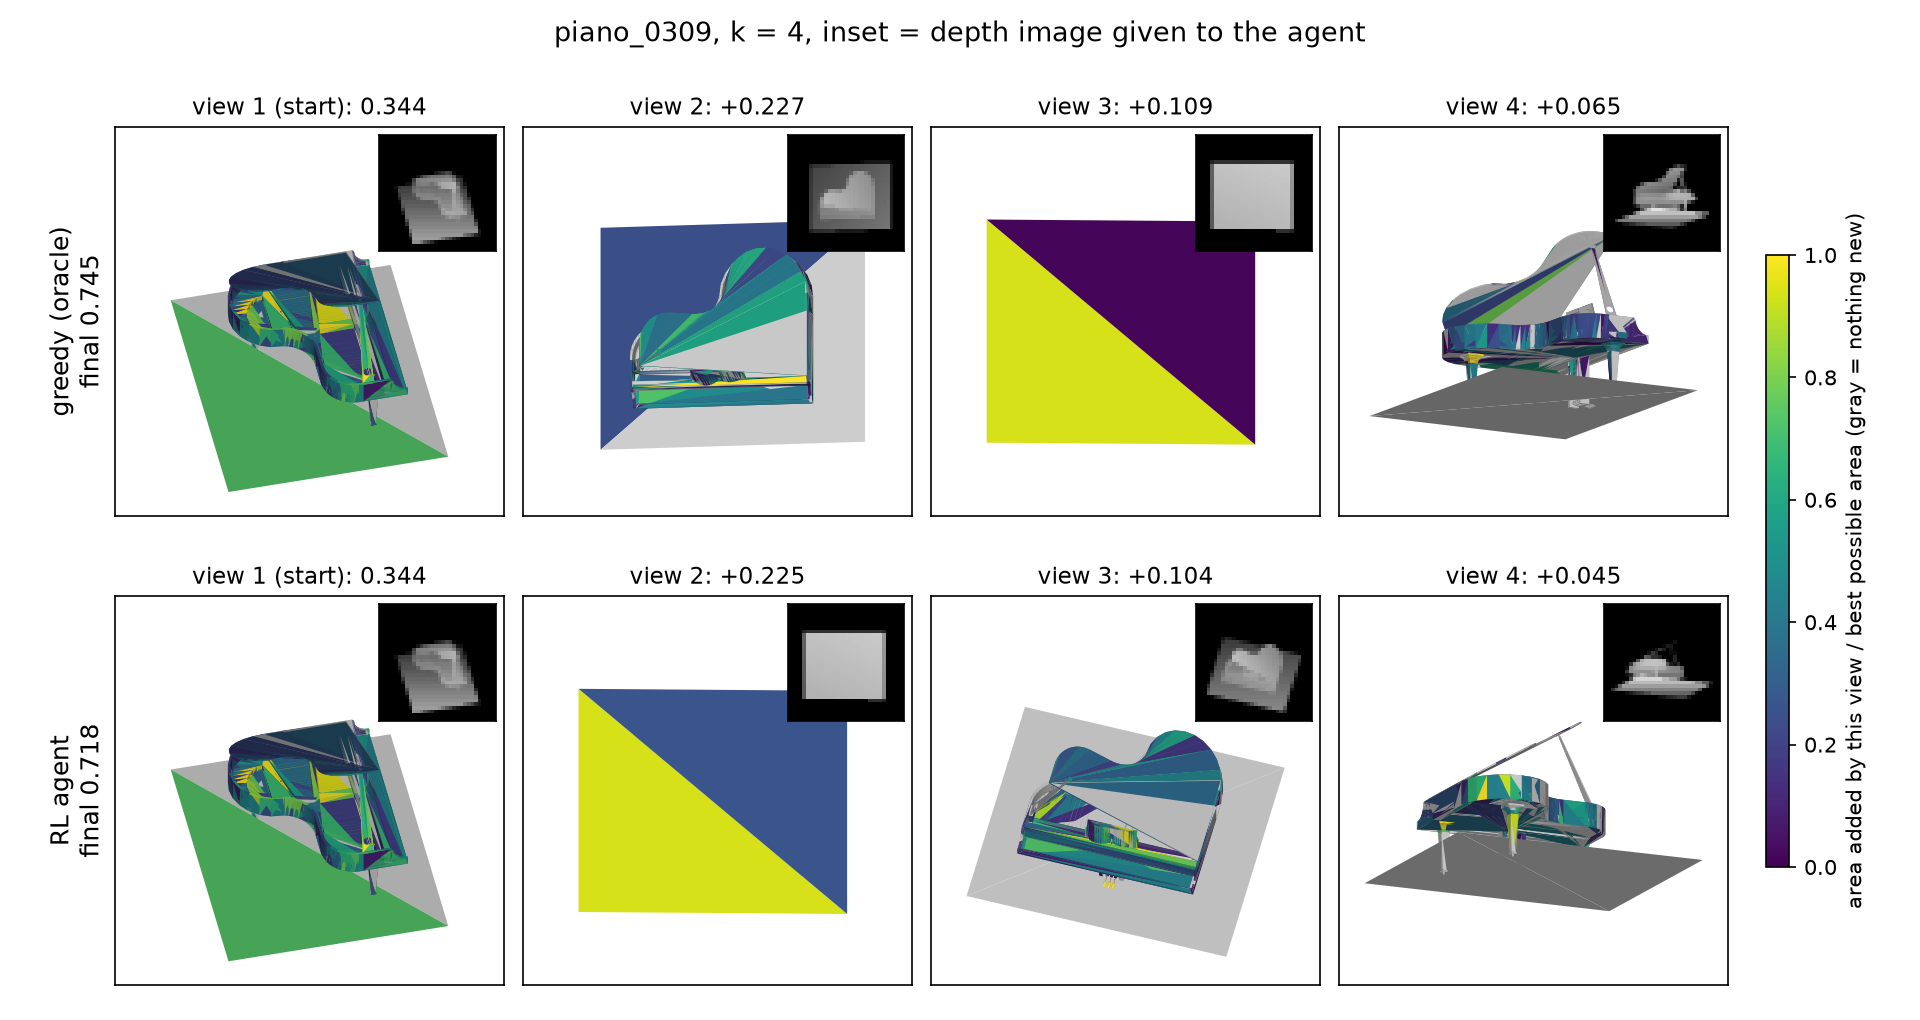 piano_0309, k = 4, inset = depth image given to the agent
greedy (oracle)
final 0.745
view 1 (start): 0.344
view 2: +0.227
view 3: +0.109
view 4: +0.065
RL agent
final 0.718
view 1 (start): 0.344
view 2: +0.225
view 3: +0.104
view 4: +0.045
1.0
0.8
0.6
0.4
0.2
0.0
area added by this view / best possible area (gray = nothing new)